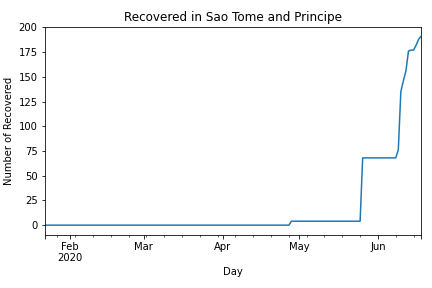 Recovered in Sao Tome and Principe
200
175
150
125
100
75
50
25
0
Number of Recovered
Feb Mar Apr May Jun
2020
Day